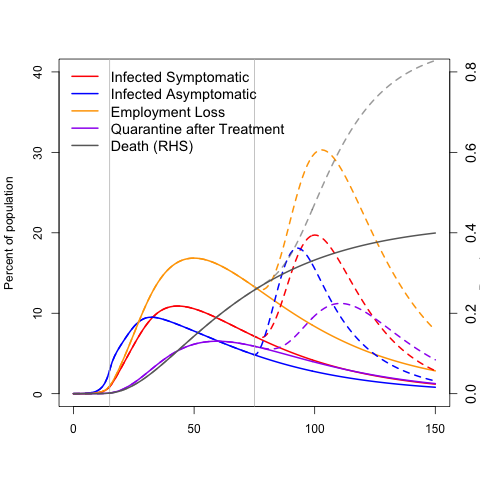 Infected Symptomatic
Infected Asymptomatic
Employment Loss
Quarantine after Treatment
Death (RHS)
Percent of population
40
30
20
10
0
0.8
0.6
0.4
0.2
0.0
0
50
100
150